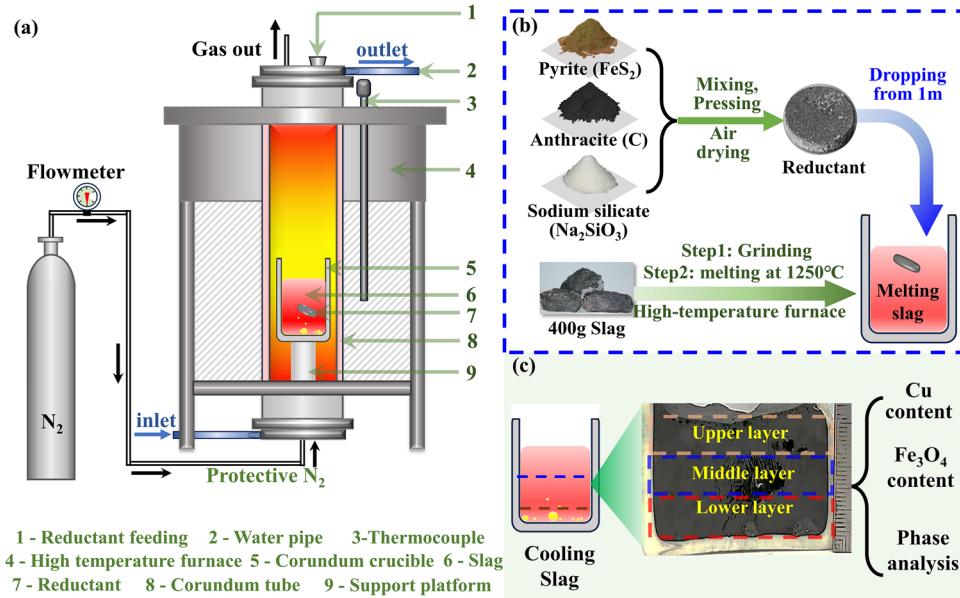 (a)
1
Gas out
outlet
2
3
4
Flowmeter
5
6
7
8
9
N₂
inlet
Protective N₂
1 - Reductant feeding 2 - Water pipe 3-Thermocouple
4 - High temperature furnace 5 - Corundum crucible 6 - Slag
7 - Reductant 8 - Corundum tube 9 - Support platform
(b)
Pyrite (FeS₂)
Anthracite (C)
Sodium silicate
(Na₂SiO₃)
Mixing,
Pressing
Air
drying
Reductant
Dropping
from 1m
400g Slag
Step1: Grinding
Step2: melting at 1250℃
High-temperature furnace
Melting
slag
(c)
Cooling
Slag
Upper layer
Middle layer
Lower layer
Cu
content
Fe₃O₄
content
Phase
analysis